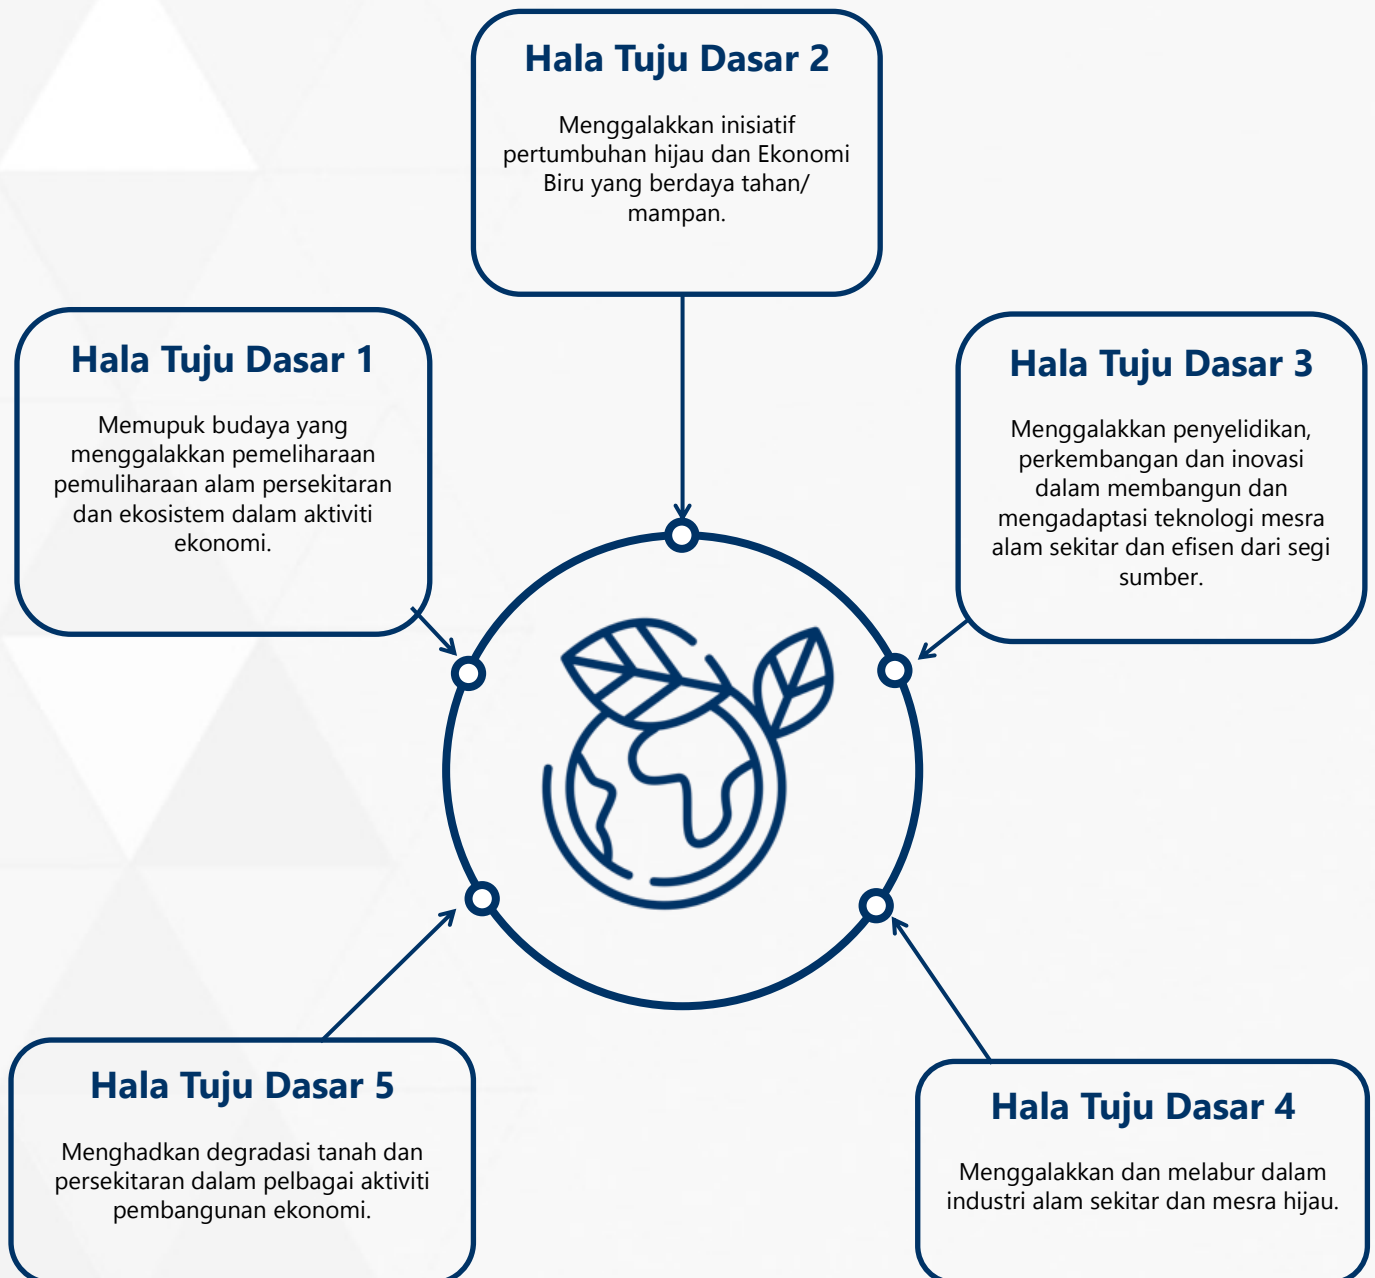 Hala Tuju Dasar 2
Menggalakkan inisiatif
pertumbuhan hijau dan Ekonomi
Biru yang berdaya tahan/
mampan.
Hala Tuju Dasar 1
Memupuk budaya yang
menggalakkan pemeliharaan
pemuliharaan alam persekitaran
dan ekosistem dalam aktiviti
ekonomi.
Hala Tuju Dasar 3
Menggalakkan penyelidikan,
perkembangan dan inovasi
dalam membangun dan
mengadaptasi teknologi mesra
alam sekitar dan efisen dari segi
sumber.
Hala Tuju Dasar 5
Menghadkan degradasi tanah dan
persekitaran dalam pelbagai aktiviti
pembangunan ekonomi.
Hala Tuju Dasar 4
Menggalakkan dan melabur dalam
industri alam sekitar dan mesra hijau.